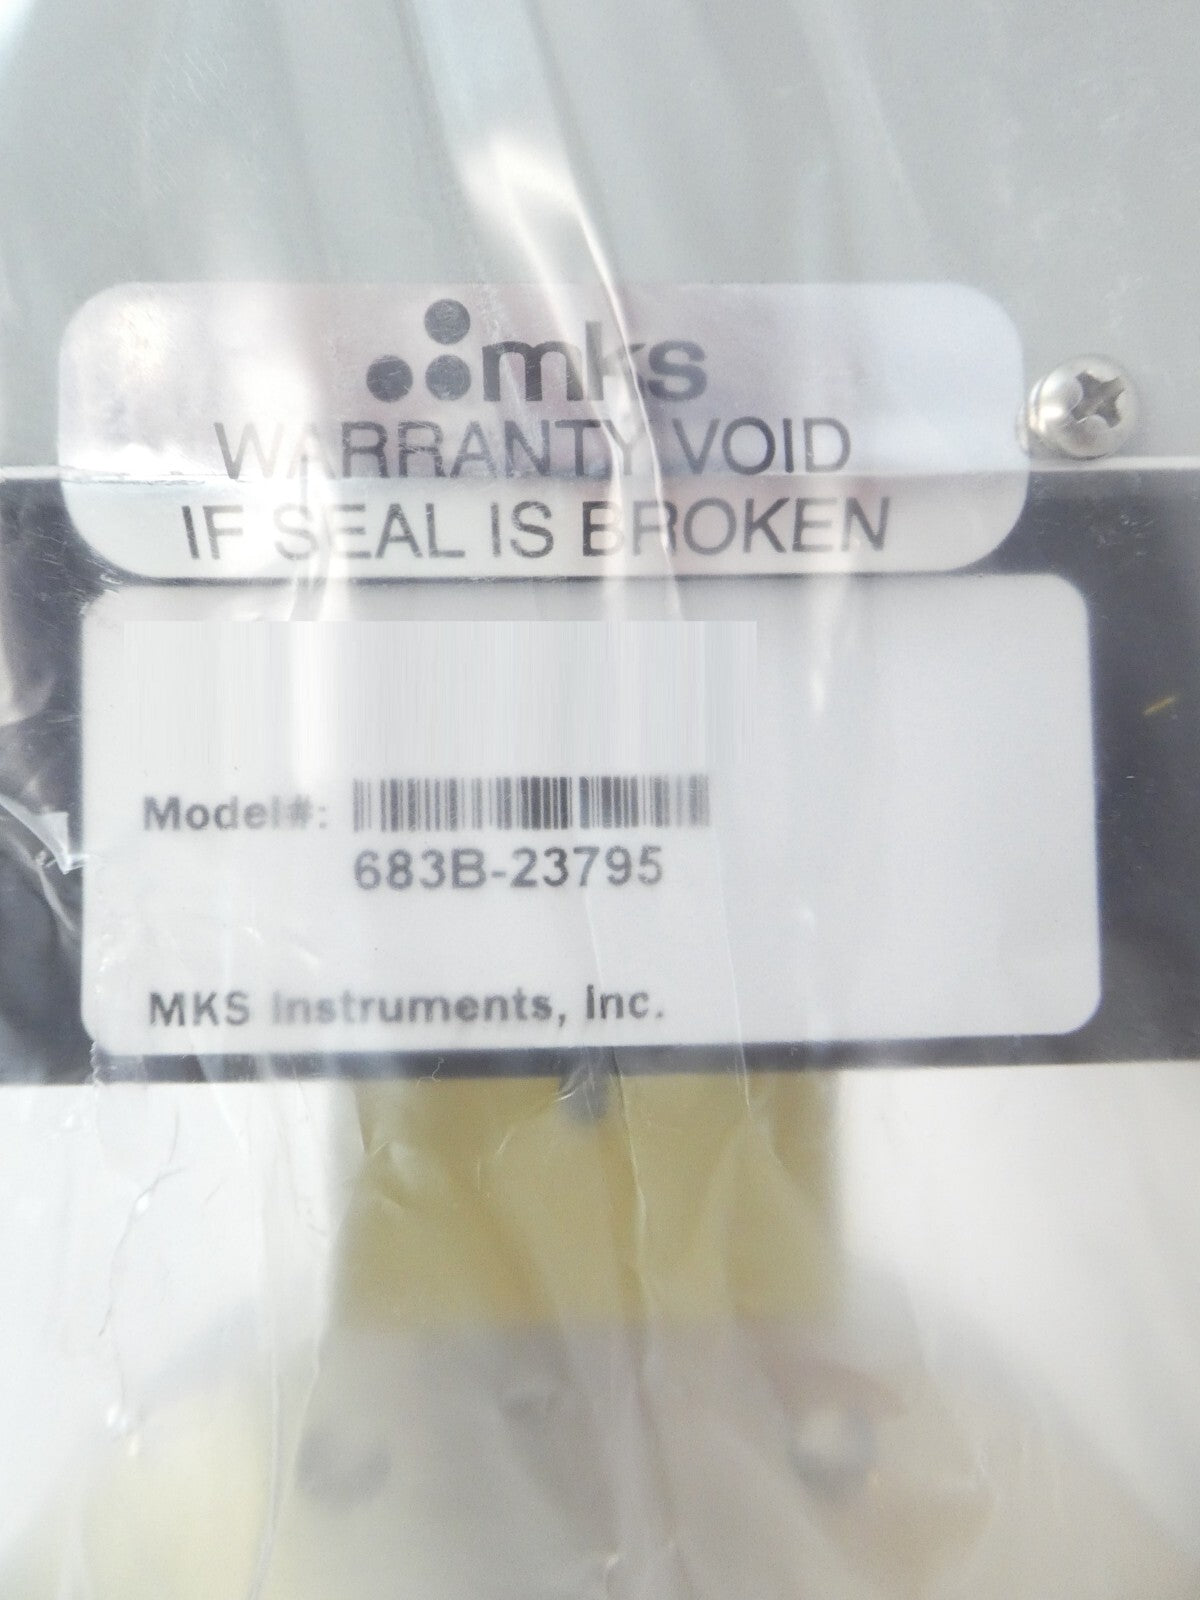 mks
WARRANTY VOID
IF SEAL IS BROKEN
Model#:
683B-23795
MKS Instruments, Inc.